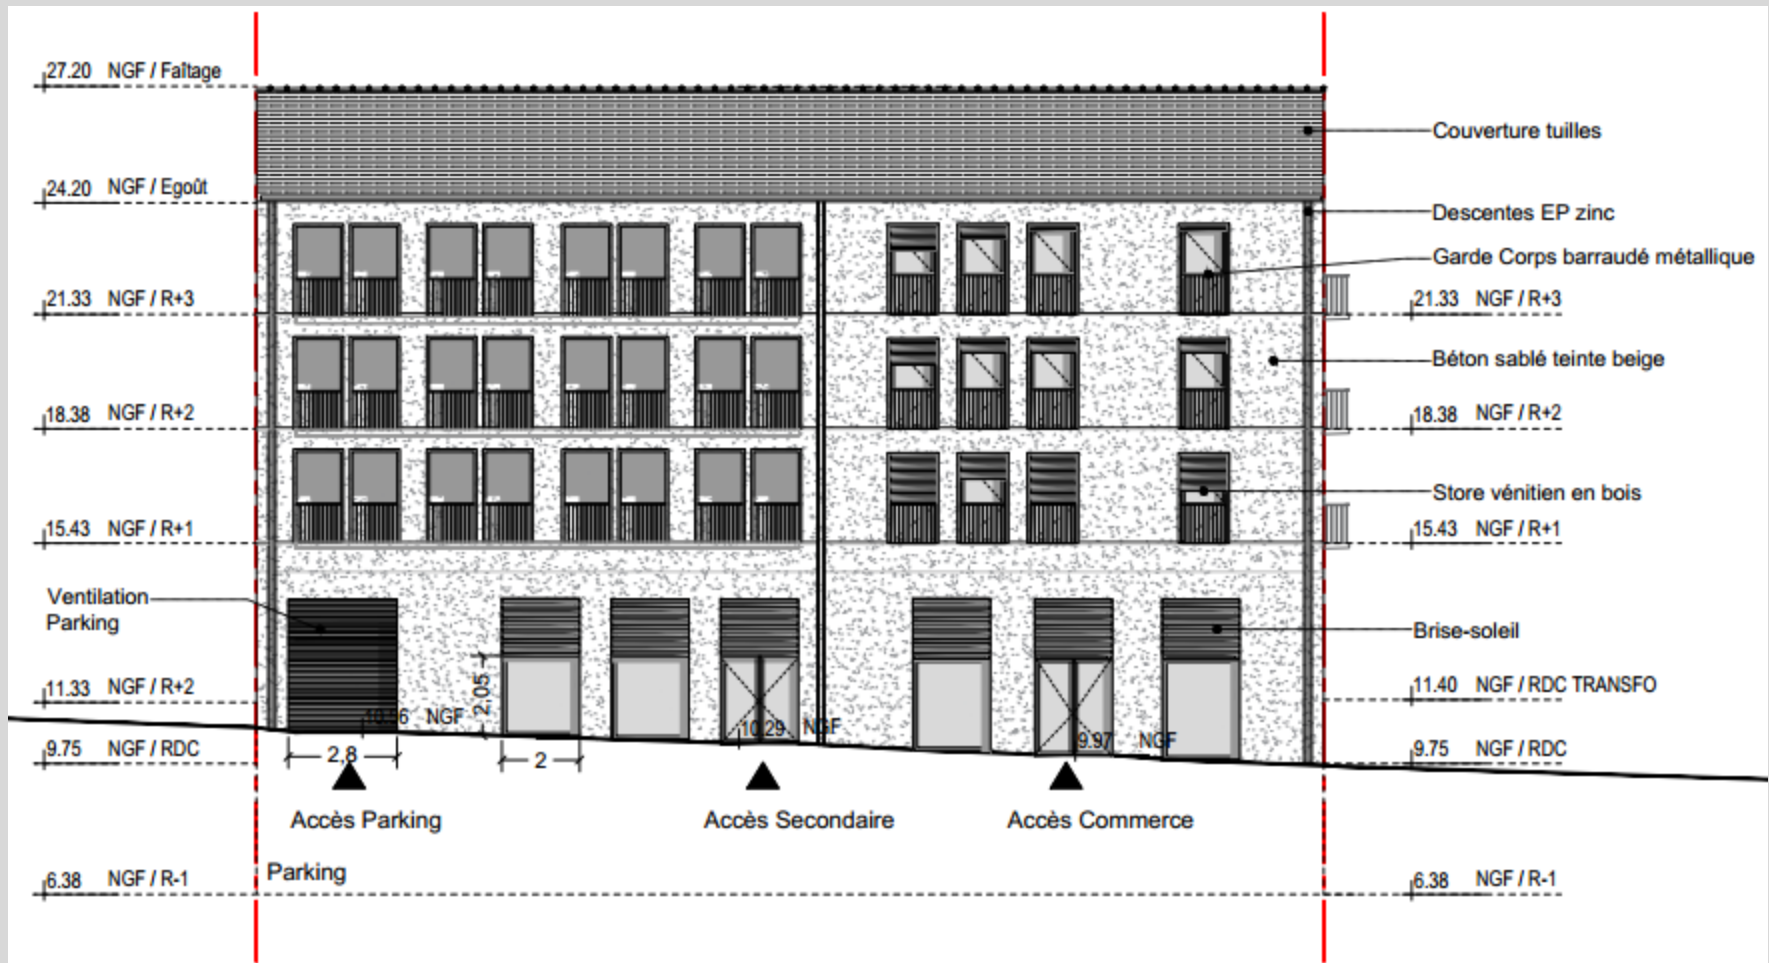 27.20 NGF / Faîtage
Couverture tuilles
24.20 NGF / Egoût
Descentes EP zinc
Garde Corps barraudé métallique
21.33 NGF / R+3
21.33 NGF / R+3
Béton sablé teinte beige
18.38 NGF / R+2
18.38 NGF / R+2
Store vénitien en bois
15.43 NGF / R+1
15.43 NGF / R+1
Ventilation
Parking
Brise-soleil
11.33 NGF / R+2
2,05
11.40 NGF / RDC TRANSFO
10.56 NGF
10.29 NGF
9.97 NGF
9.75 NGF / RDC
2,8
2
9.75 NGF / RDC
Accès Parking
Accès Secondaire
Accès Commerce
Parking
6.38 NGF / R-1
6.38 NGF / R-1